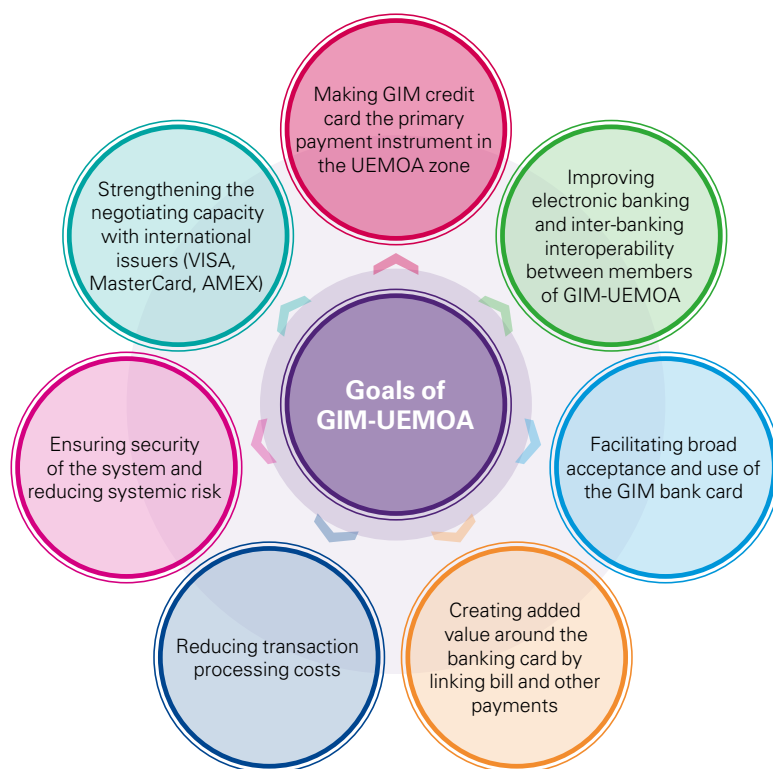 Making GIM credit
card the primary
payment instrument in
the UEMOA zone
Improving
electronic banking
and inter-banking
interoperability
between members
of GIM-UEMOA
Facilitating broad
acceptance and use of
the GIM bank card
Creating added
value around the
banking card by
linking bill and other
payments
Reducing transaction
processing costs
Ensuring security
of the system and
reducing systemic risk
Strengthening the
negotiating capacity
with international
issuers (VISA,
MasterCard, AMEX)
Goals of
GIM-UEMOA